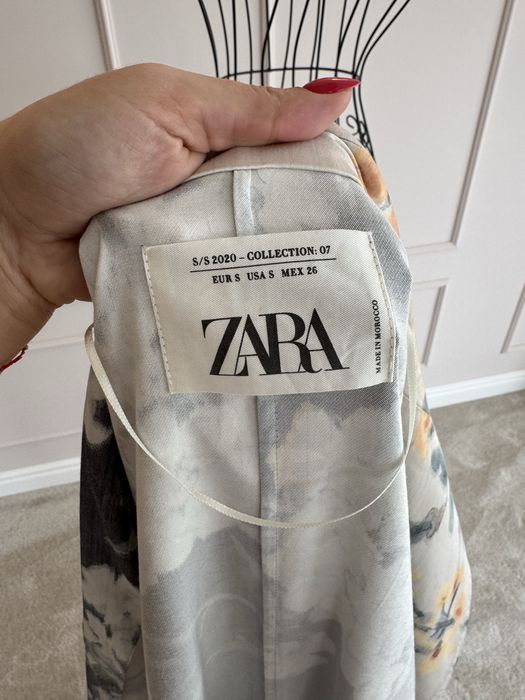 S/S 2020 – COLLECTION: 07
EUR S USA S MEX 26
ZARA
MADE IN MOROCCO